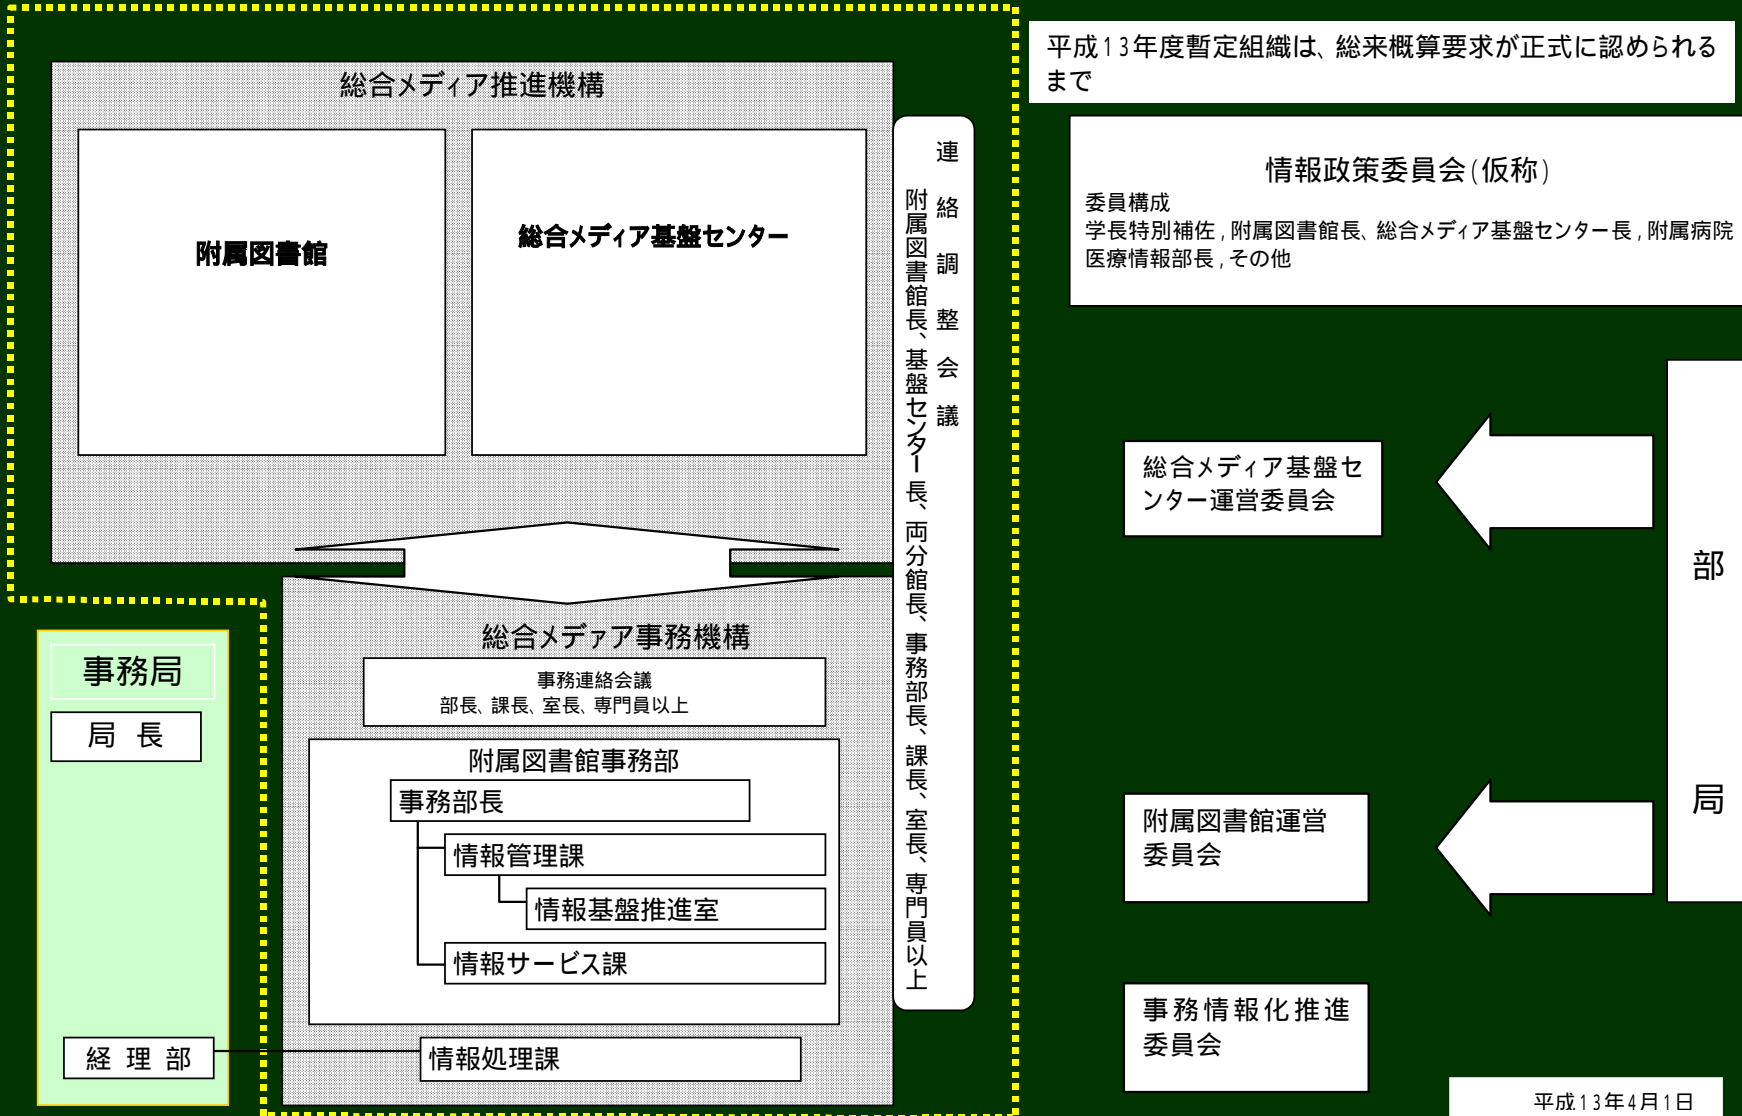 平成13年度暫定組織は、総来概算要求が正式に認められる
まで
総合メディア推進機構
附属図書館
総合メディア基盤センター
連絡調整会議
附属図書館長、基盤センター長、両分館長、事務部長、課長、室長、専門員以上
情報政策委員会(仮称)
委員構成
学長特別補佐,附属図書館長、総合メディア基盤センター長,附属病院
医療情報部長,その他
総合メディア基盤セ
ンター運営委員会
附属図書館運営
委員会
事務情報化推進
委員会
部局
総合メデァア事務機構
事務連絡会議
部長、課長、室長、専門員以上
附属図書館事務部
事務部長
情報管理課
情報基盤推進室
情報サービス課
情報処理課
事務局
局 長
経 理 部
平成13年4月1日